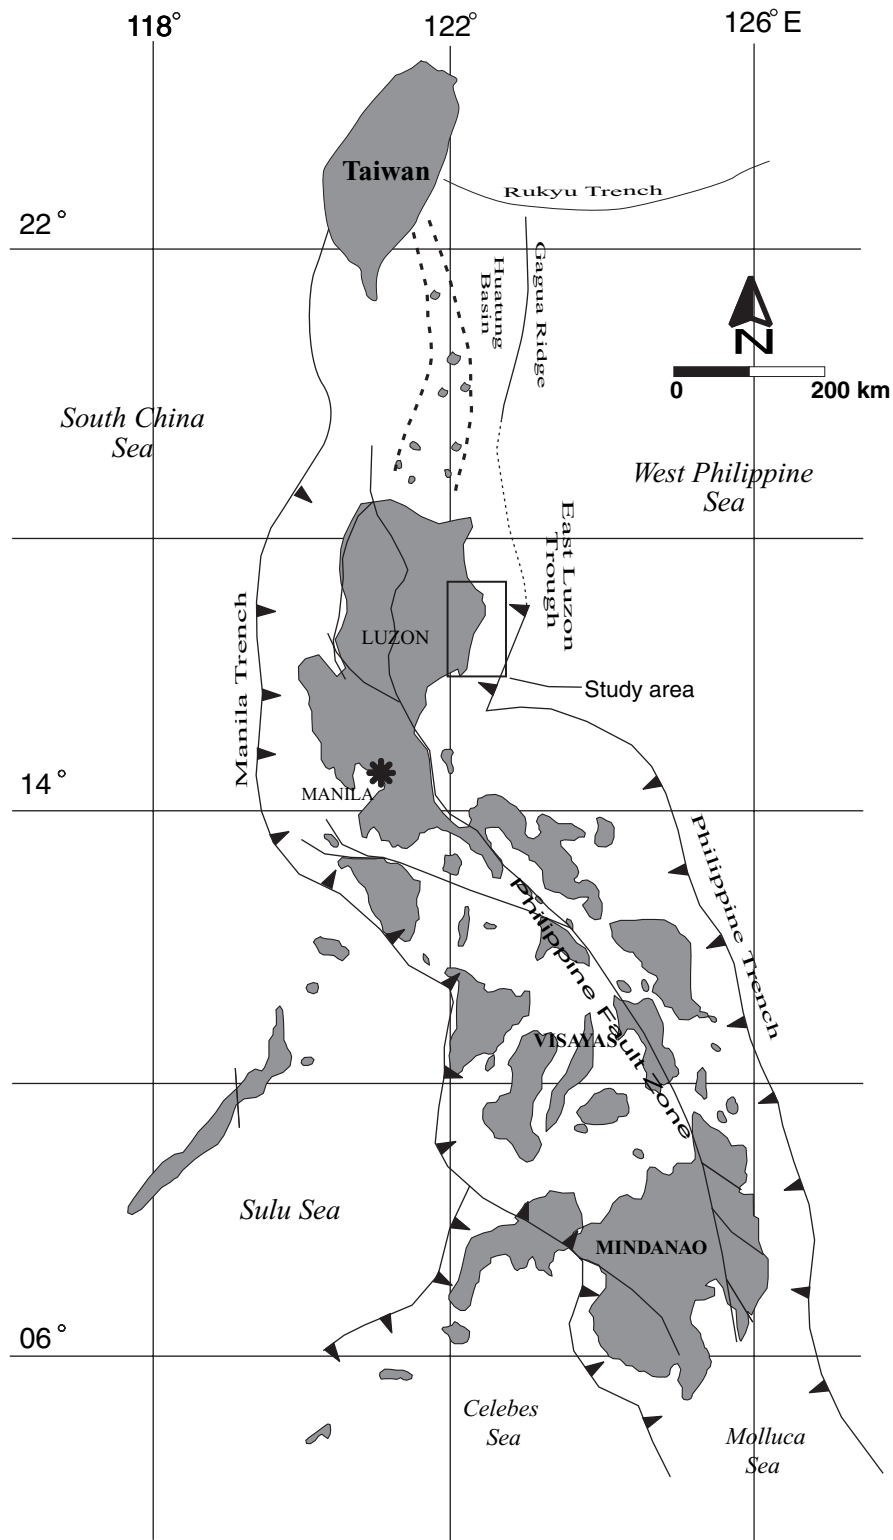 118°
122°
126° E
Taiwan
Rukyu Trench
22°
Huatung
Basin
Gagua Ridge
N
0
200 km
South China
Sea
West Philippine
Sea
East Luzon
Trough
Manila Trench
LUZON
Study area
14°
MANILA
Philippine Trench
Philippine Fault Zone
VISAYAS
Sulu Sea
MINDANAO
06°
Celebes
Sea
Molluca
Sea